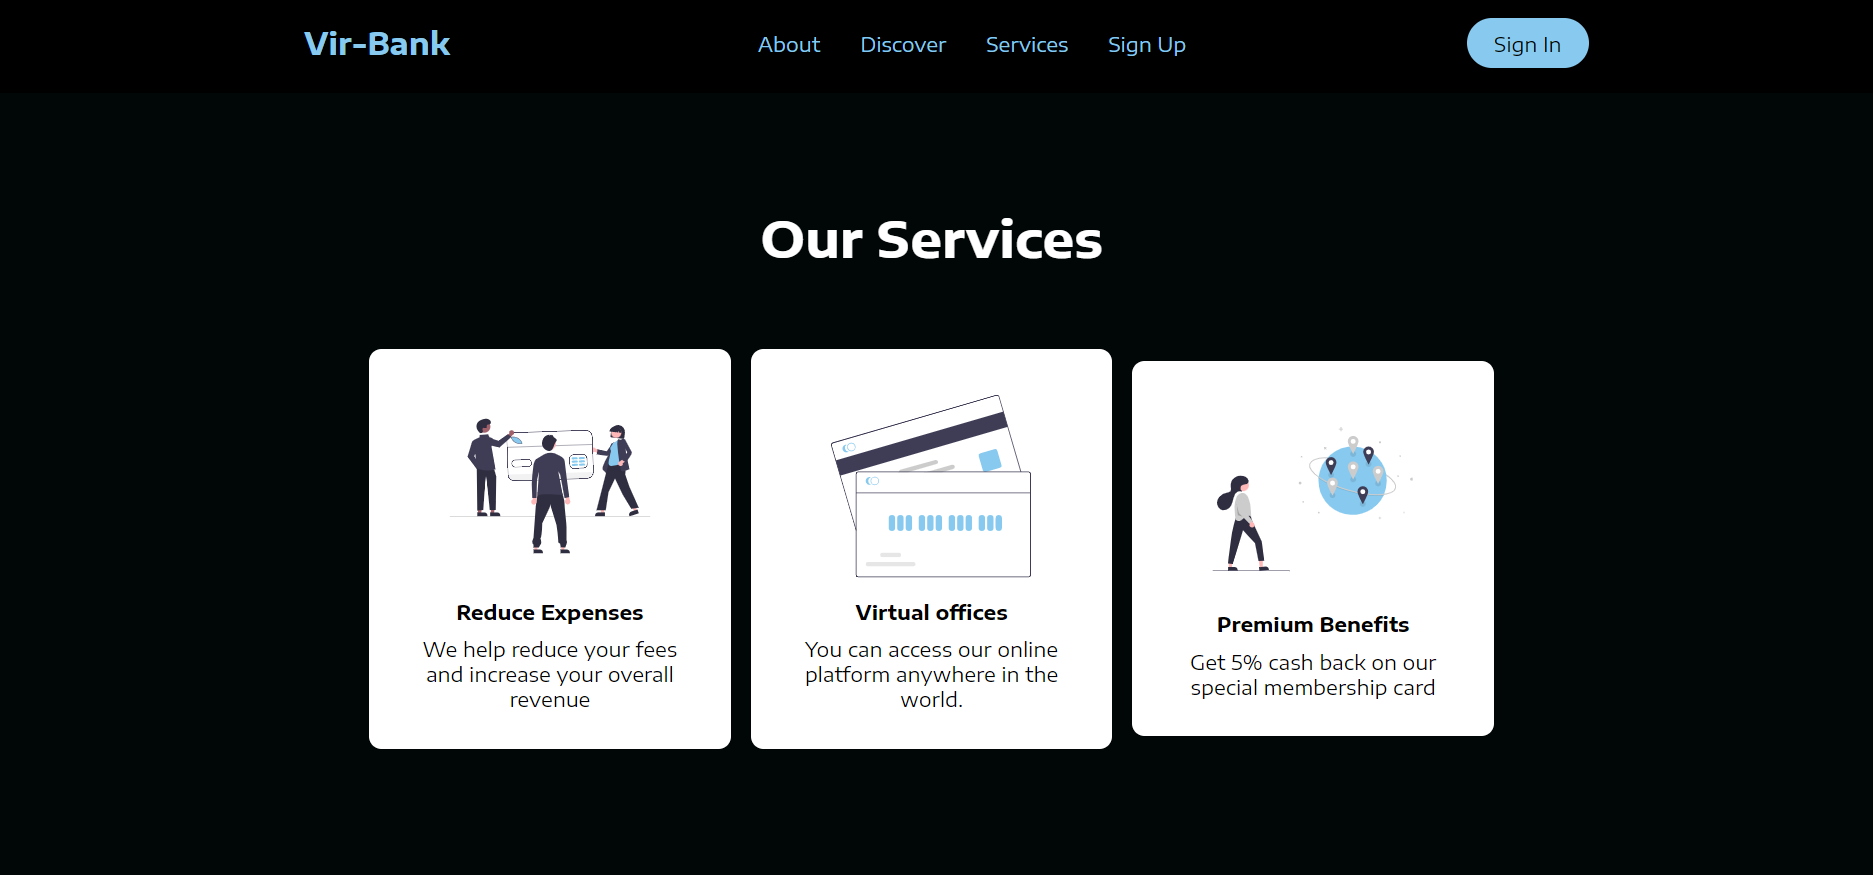 Vir-Bank
About
Discover
Services
Sign Up
Sign In
Our Services
Reduce Expenses
We help reduce your fees
and increase your overall
revenue
Virtual offices
You can access our online
platform anywhere in the
world.
Premium Benefits
Get 5% cash back on our
special membership card